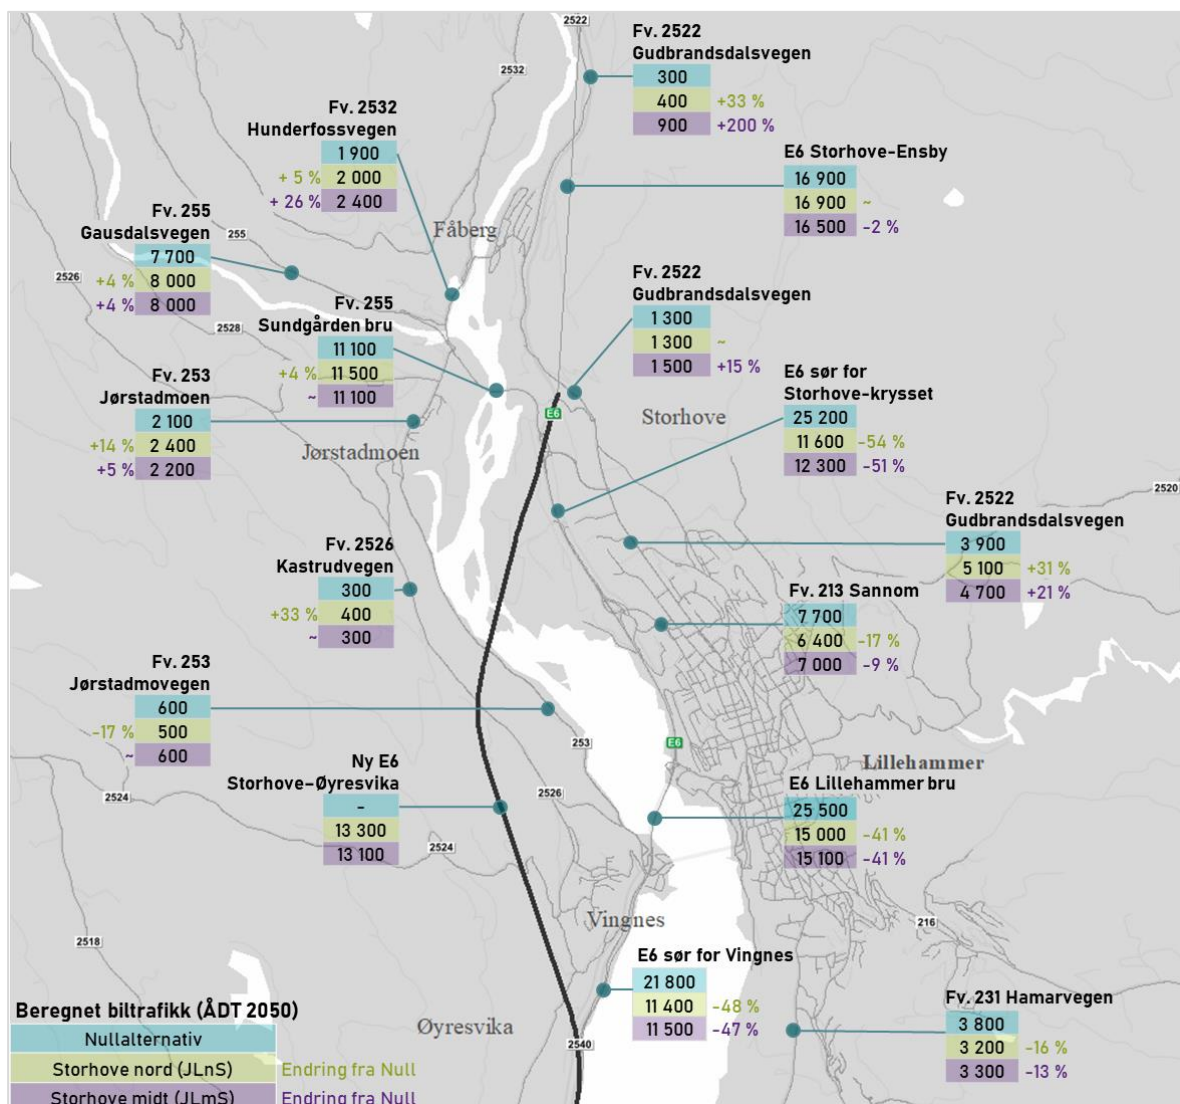 2522
Fv. 2522
Gudbrandsdalsvegen
300
400 +33 %
900 +200 %
2532
Fv. 2532
Hunderfossvegen
1 900
+ 5 % 2 000
+ 26 % 2 400
E6 Storhove-Ensby
16 900
16 900 ~
16 500 -2 %
Fv. 255
Gausdalsvegen
7 700
+4 % 8 000
+4 % 8 000
255
Fåberg
2526
2528
Fv. 2522
Gudbrandsdalsvegen
1 300
1 300 ~
1 500 +15 %
Fv. 255
Sundgården bru
11 100
+4 % 11 500
~ 11 100
Fv. 253
Jørstadmoen
2 100
+14 % 2 400
+5 % 2 200
E6 sør for
Storhove-krysset
25 200
11 600 -54 %
12 300 -51 %
E6
Storhove
Jørstadmoen
2520
Fv. 2522
Gudbrandsdalsvegen
3 900
5 100 +31 %
4 700 +21 %
Fv. 2526
Kastrudvegen
300
+33 % 400
~ 300
Fv. 213 Sannom
7 700
6 400 -17 %
7 000 -9 %
Fv. 253
Jørstadmovegen
600
-17 % 500
~ 600
253
E6
Lillehammer
Ny E6
Storhove-Øyresvika
-
13 300
13 100
2524
2526
2524
E6 Lillehammer bru
25 500
15 000 -41 %
15 100 -41 %
Vingnes
216
2518
E6 sør for Vingnes
21 800
11 400 -48 %
11 500 -47 %
Fv. 231 Hamarvegen
3 800
3 200 -16 %
3 300 -13 %
Øyresvika
2540
Beregnet biltrafikk (ÅDT 2050)
Nullalternativ
Storhove nord (JLnS) Endring fra Null
Storhove midt (JLmS) Endring fra Null